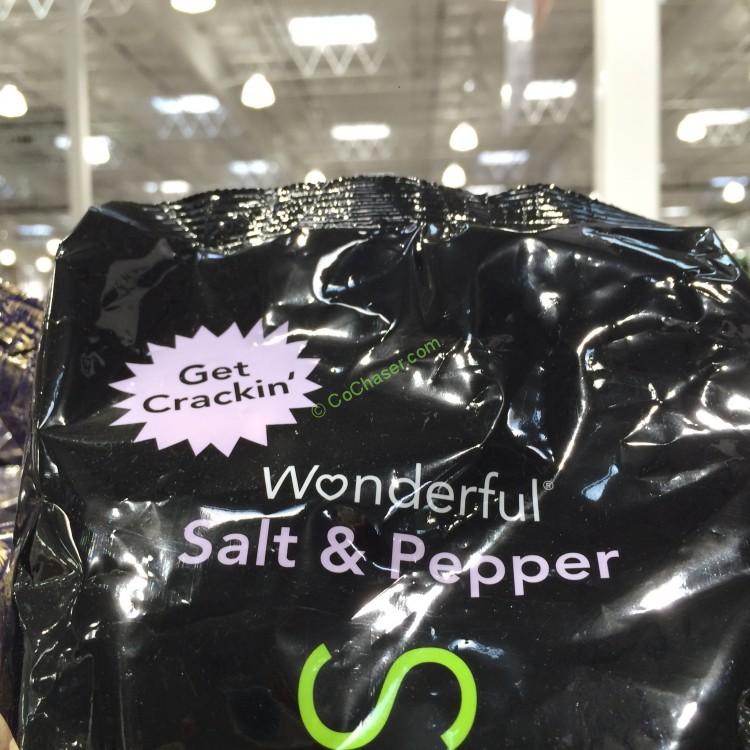 Get
Crackin'
© CoChaser.com
Wonderful®
Salt & Pepper
S